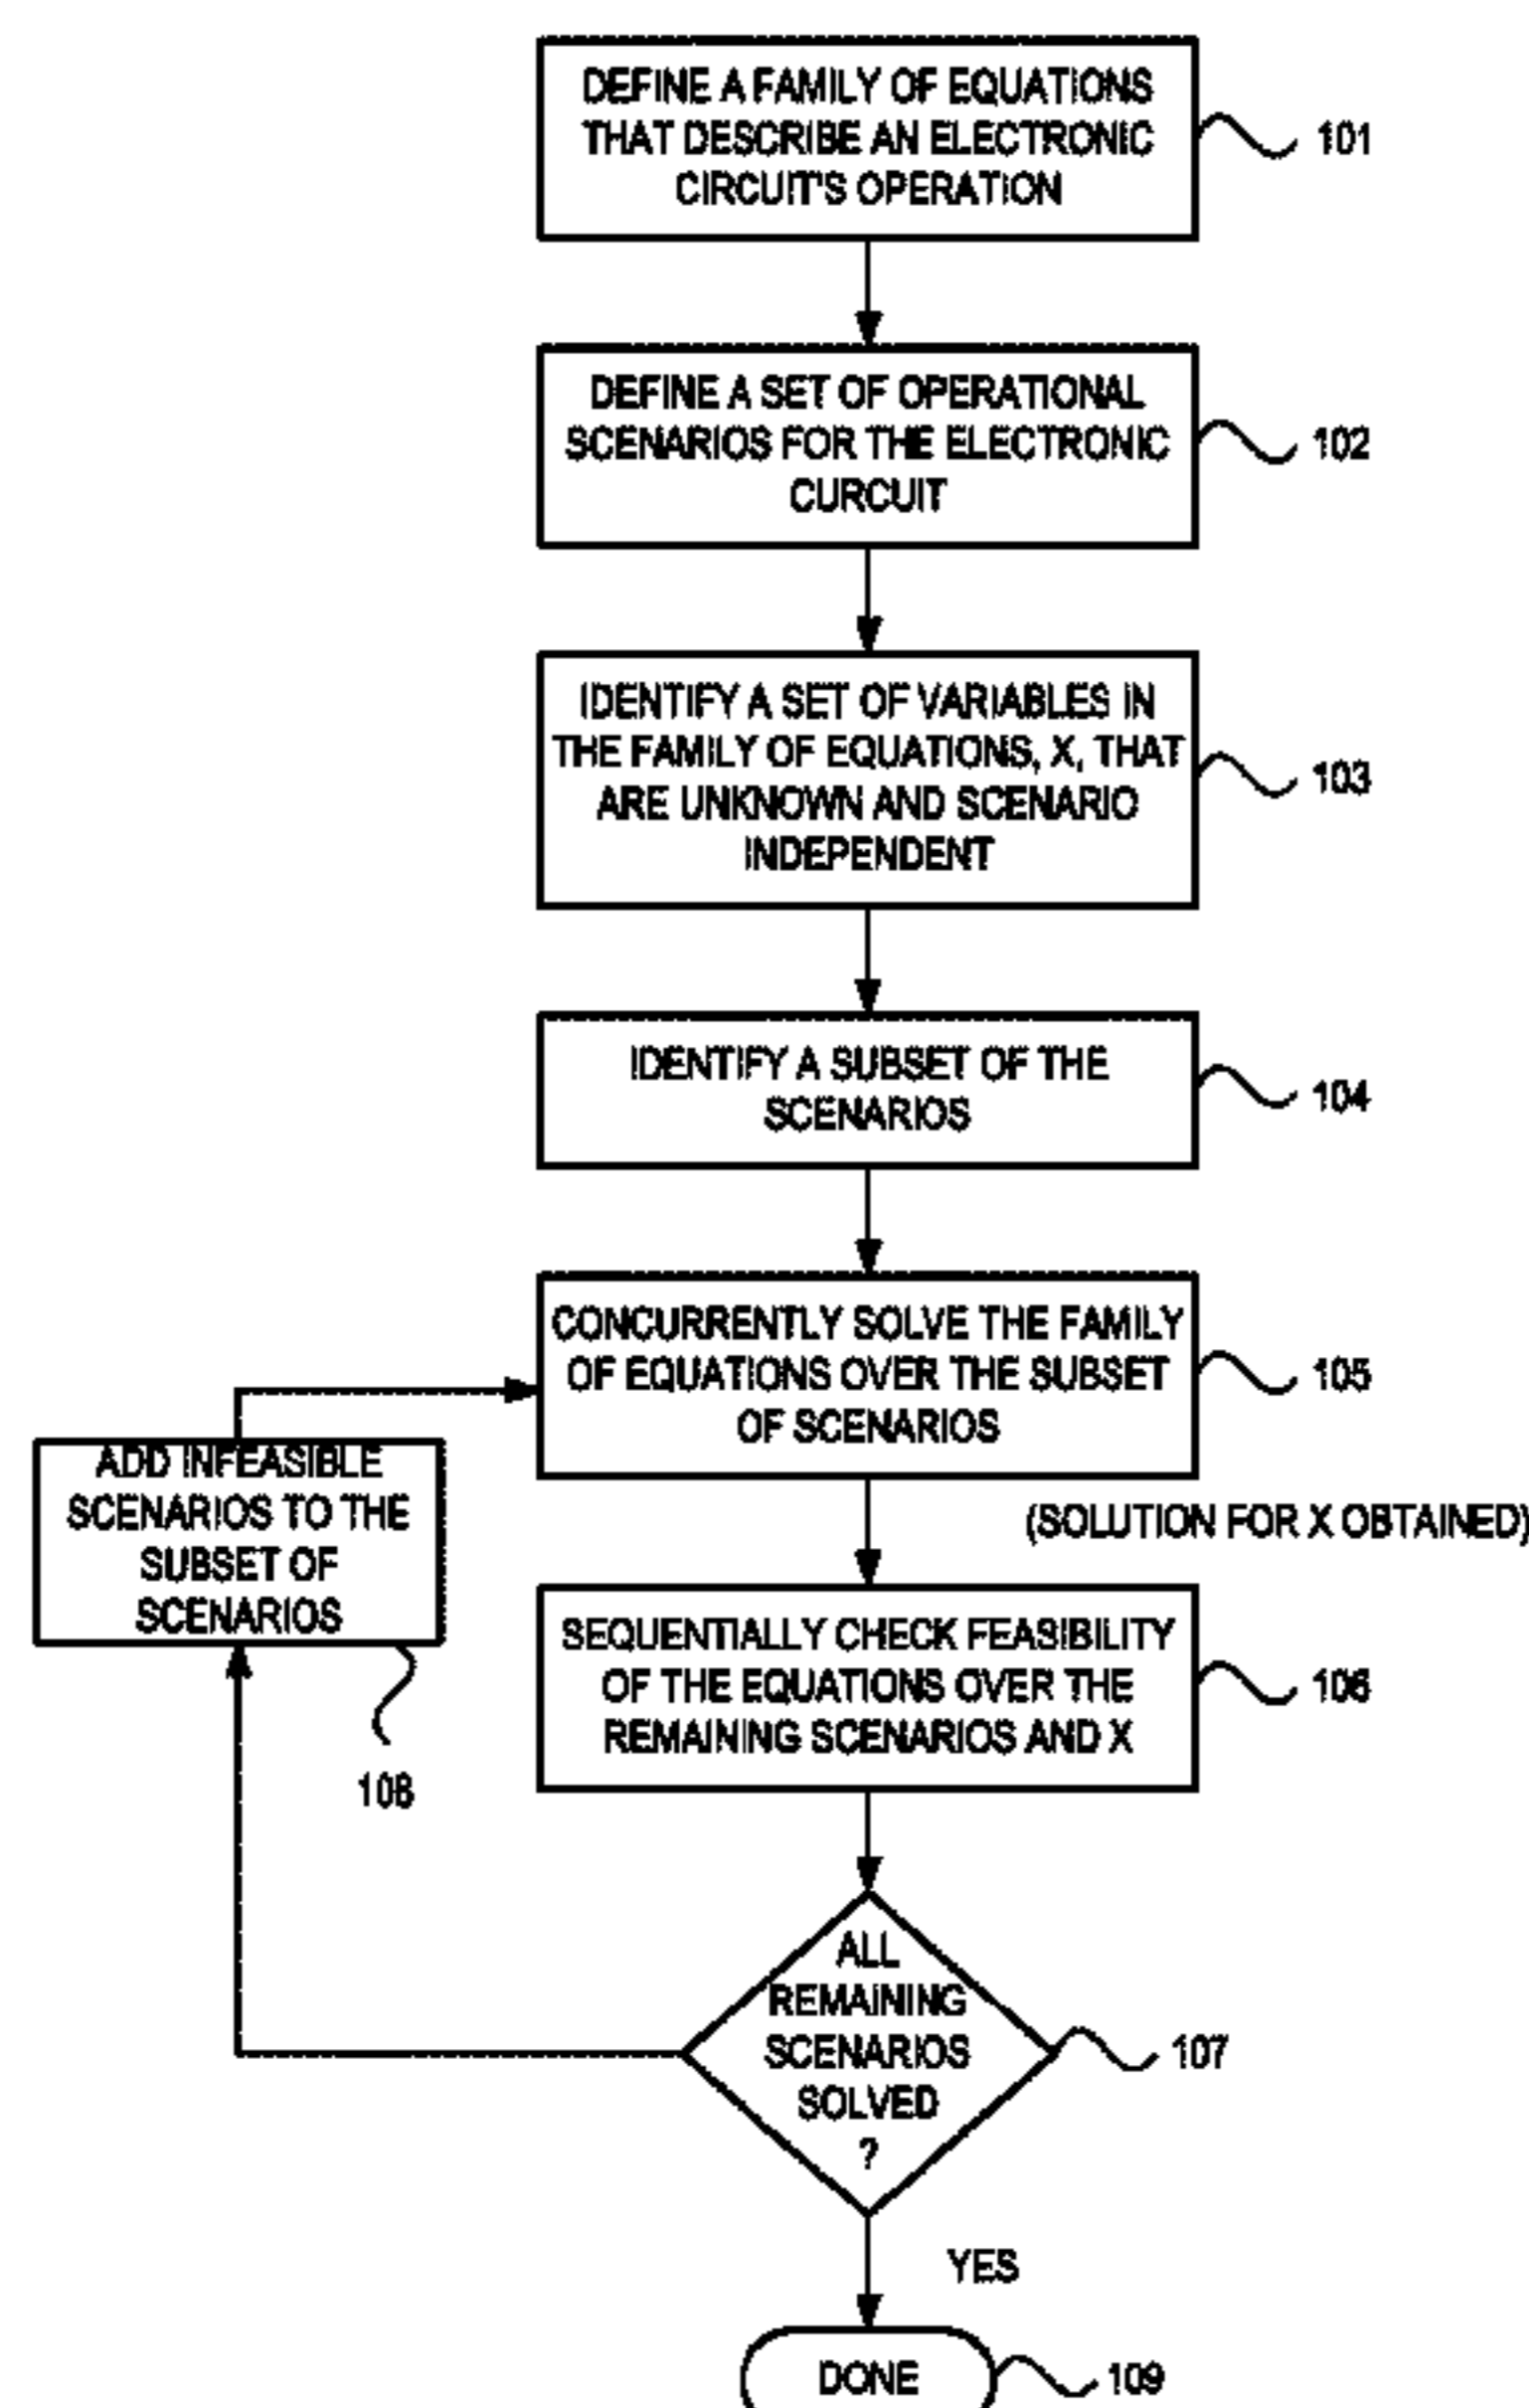 DEFINE A FAMILY OF EQUATIONS
THAT DESCRIBE AN ELECTRONIC
CIRCUIT'S OPERATION
101
DEFINE A SET OF OPERATIONAL
SCENARIOS FOR THE ELECTRONIC
CURCUIT
102
IDENTIFY A SET OF VARIABLES IN
THE FAMILY OF EQUATIONS, X, THAT
ARE UNKNOWN AND SCENARIO
INDEPENDENT
103
IDENTIFY A SUBSET OF THE
SCENARIOS
104
CONCURRENTLY SOLVE THE FAMILY
OF EQUATIONS OVER THE SUBSET
OF SCENARIOS
105
ADD INFEASIBLE
SCENARIOS TO THE
SUBSET OF
SCENARIOS
108
(SOLUTION FOR X OBTAINED)
SEQUENTIALLY CHECK FEASIBILITY
OF THE EQUATIONS OVER THE
REMAINING SCENARIOS AND X
106
ALL
REMAINING
SCENARIOS
SOLVED
?
107
YES
DONE
109